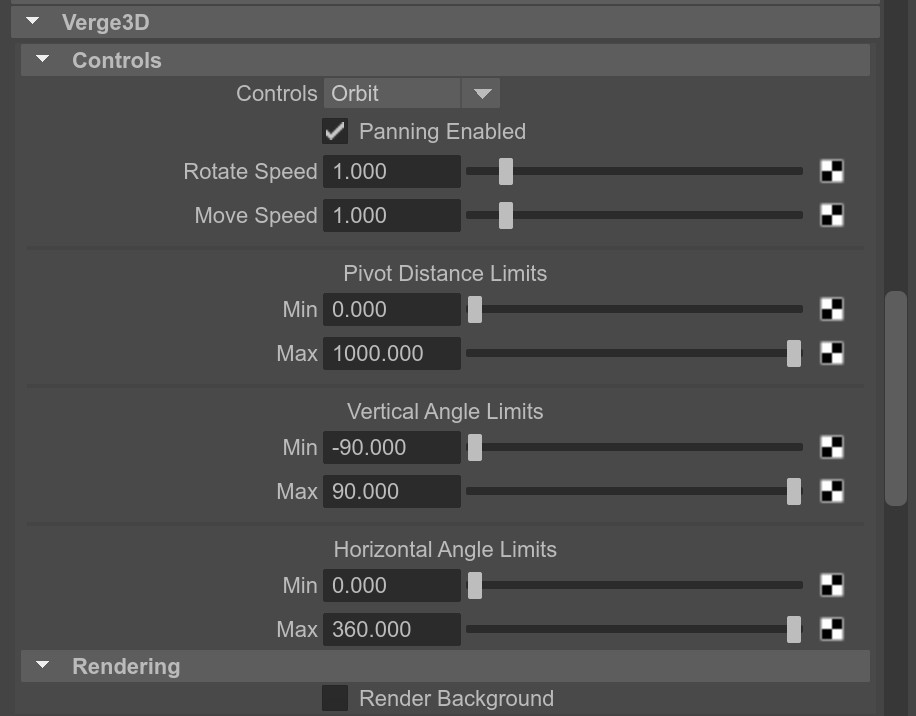 Verge3D
Controls
Controls Orbit
Panning Enabled
Rotate Speed 1.000
Move Speed 1.000
Pivot Distance Limits
Min 0.000
Max 1000.000
Vertical Angle Limits
Min -90.000
Max 90.000
Horizontal Angle Limits
Min 0.000
Max 360.000
Rendering
Render Background